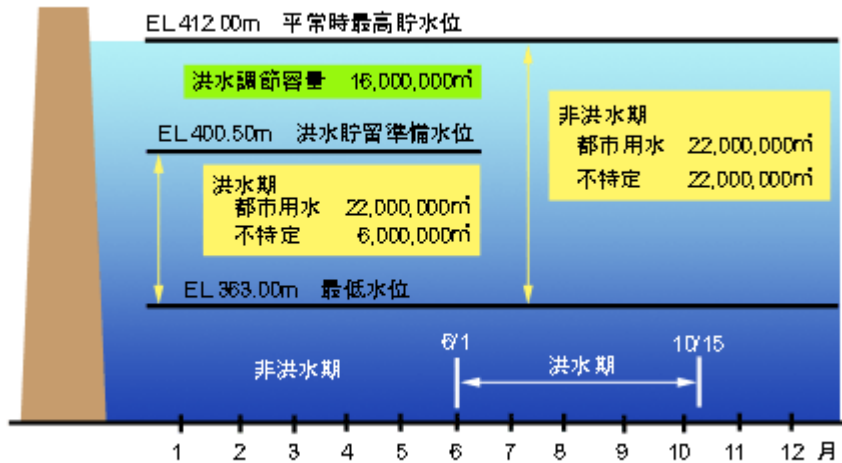 EL.412.00m 平常時最高貯水位
洪水調節容量 16,000,000㎥
EL.400.50m 洪水貯留準備水位
洪水期
都市用水 22,000,000㎥
不特定 6,000,000㎥
非洪水期
都市用水 22,000,000㎥
不特定 22,000,000㎥
EL.363.00m 最低水位
6/1
10/15
非洪水期
洪水期
1 2 3 4 5 6 7 8 9 10 11 12 月